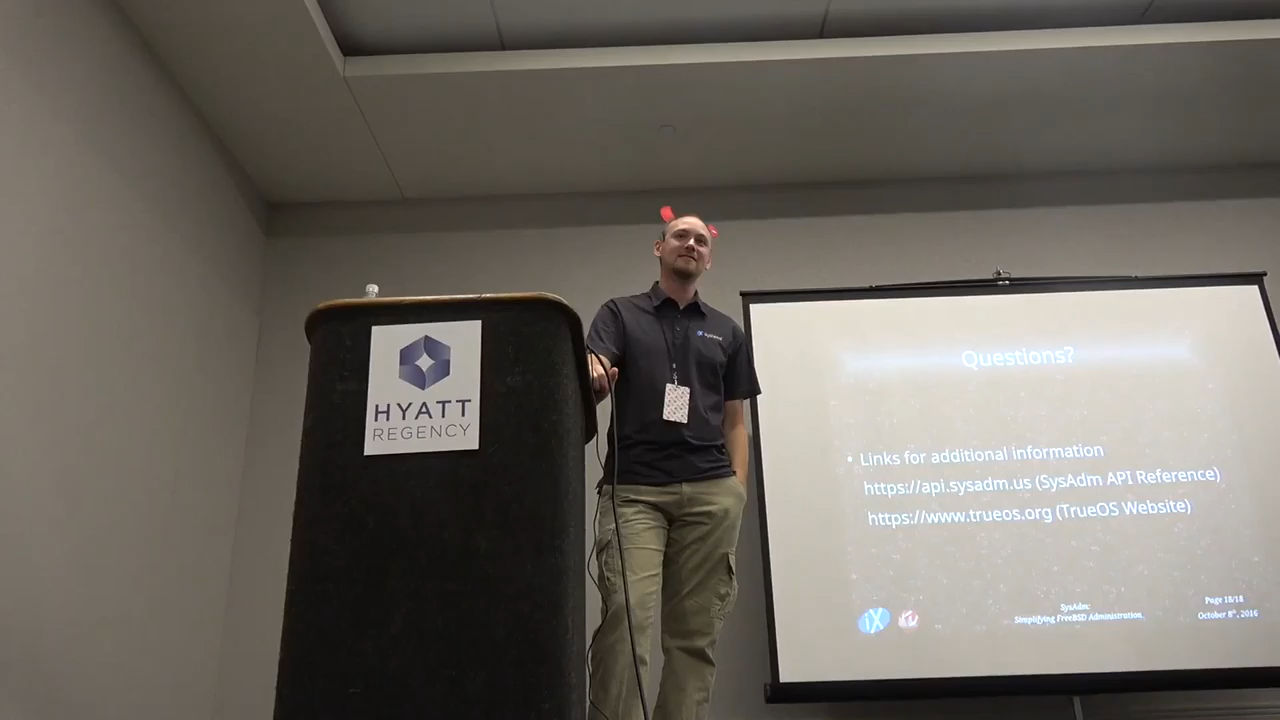 HYATT
REGENCY
Questions?
• Links for additional information
https://api.sysadm.us (SysAdm API Reference)
https://www.trueos.org (TrueOS Website)
iX
SysAdm:
Simplifying FreeBSD Administration
Page 18/18
October 8th, 2016